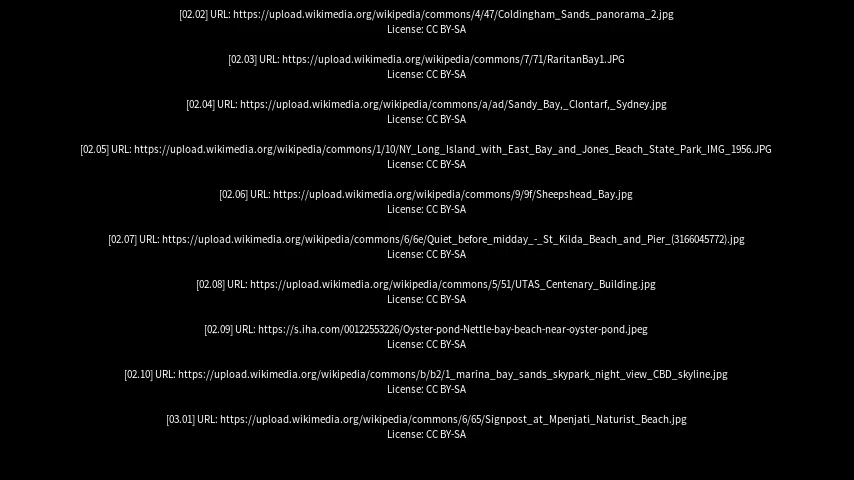 [02.02] URL: https://upload.wikimedia.org/wikipedia/commons/4/47/Coldingham_Sands_panorama_2.jpg
License: CC BY-SA
[02.03] URL: https://upload.wikimedia.org/wikipedia/commons/7/71/RaritanBay1.JPG
License: CC BY-SA
[02.04] URL: https://upload.wikimedia.org/wikipedia/commons/a/ad/Sandy_Bay,_Clontarf,_Sydney.jpg
License: CC BY-SA
[02.05] URL: https://upload.wikimedia.org/wikipedia/commons/1/10/NY_Long_Island_with_East_Bay_and_Jones_Beach_State_Park_IMG_1956.JPG
License: CC BY-SA
[02.06] URL: https://upload.wikimedia.org/wikipedia/commons/9/9f/Sheepshead_Bay.jpg
License: CC BY-SA
[02.07] URL: https://upload.wikimedia.org/wikipedia/commons/6/6e/Quiet_before_midday_-_St_Kilda_Beach_and_Pier_(3166045772).jpg
License: CC BY-SA
[02.08] URL: https://upload.wikimedia.org/wikipedia/commons/5/51/UTAS_Centenary_Building.jpg
License: CC BY-SA
[02.09] URL: https://s.iha.com/00122553226/Oyster-pond-Nettle-bay-beach-near-oyster-pond.jpeg
License: CC BY-SA
[02.10] URL: https://upload.wikimedia.org/wikipedia/commons/b/b2/1_marina_bay_sands_skypark_night_view_CBD_skyline.jpg
License: CC BY-SA
[03.01] URL: https://upload.wikimedia.org/wikipedia/commons/6/65/Signpost_at_Mpenjati_Naturist_Beach.jpg
License: CC BY-SA